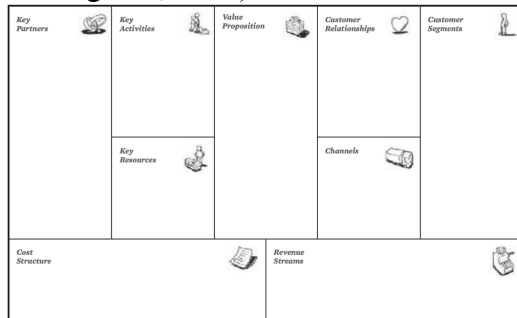 Key
Partners
Key
Activities
Value
Proposition
Customer
Relationships
Customer
Segments
Key
Resources
Channels
Cost
Structure
Revenue
Streams